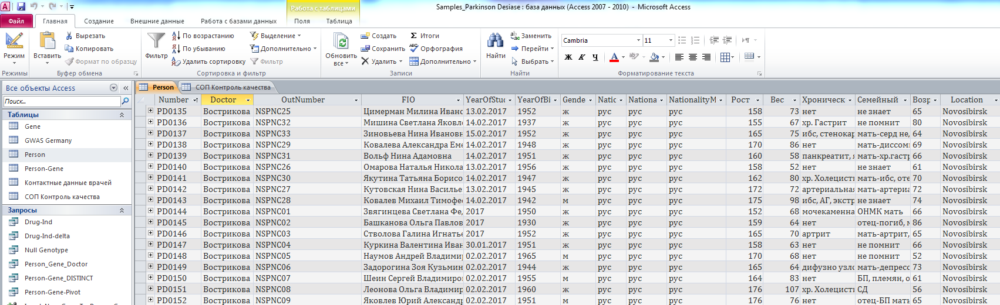 Samples_Parkinson Desiase : база данных (Access 2007 - 2010) - Microsoft Access
Работа с таблицами
Файл Главная Создание Внешние данные Работа с базами данных Поля Таблица
Вырезать По возрастанию Выделение Создать Итоги Заменить Cambria 11
Копировать По убыванию Дополнительно Сохранить Орфография Перейти
Режим Вставить Формат по образцу Фильтр Удалить сортировку Фильтр Обновить все Удалить Дополнительно Найти Выбрать Ж К Ч
Режимы Буфер обмена Сортировка и фильтр Записи Найти Форматирование текста
Все объекты Access
Поиск...
Таблицы
Gene
GWAS Germany
Person
Person-Gene
Контактные данные врачей
СОП Контроль качества
Запросы
Drug-Ind
Drug-Ind-delta
Null Genotype
Person_Gene_Doctor
Person-Gene_DISTINCT
Person-Gene-Pivot
Person СОП Контроль качества
Number Doctor OutNumber FIO YearOfStud YearOfBi Gende Natio Nationa NationalityM Рост Вес Хроническ Семейный Возр Location
PD0135 Вострикова NSPNC25 Цимерман Милина Ивано 13.02.2017 1952 ж рус рус рус 158 73 нет не знает 65 Novosibirsk
PD0136 Вострикова NSPNC32 Мишина Светлана Яковле 14.02.2017 1937 ж рус рус рус 155 67 хр. Гастрит не помнит 80 Novosibirsk
PD0137 Вострикова NSPNC33 Зиновьева Нина Ивановн 15.02.2017 1952 ж рус рус рус 165 75 ибс, стенокар мать-серд не, 64 Novosibirsk
PD0138 Вострикова NSPNC29 Ковалева Александра Еме 14.02.2017 1948 ж рус рус рус 170 86 нет мать-диссоми 69 Novosibirsk
PD0139 Вострикова NSPNC31 Вольф Нина Адамовна 14.02.2017 1951 ж рус рус рус 160 58 панкреатит, я мать-хр.гастр 66 Novosibirsk
PD0140 Вострикова NSPNC26 Омарова Наталья Никола 13.02.2017 1956 ж рус рус рус 158 52 нет не знает 61 Novosibirsk
PD0141 Вострикова NSPNC30 Якутина Татьяна Борисо 14.02.2017 1947 ж рус рус рус 162 80 хр. Холецисти мать-ибс, оте 70 Novosibirsk
PD0142 Вострикова NSPNC27 Кутовская Нина Василье 13.02.2017 1945 ж рус рус рус 172 72 артериальная мать-артериа 72 Novosibirsk
PD0143 Вострикова NSPNC28 Ковалев Михаил Тимофее 14.02.2017 1942 м рус рус рус 175 98 ибс, АГ, экстр не знает 74 Novosibirsk
PD0144 Вострикова NSPNC01 Звягинцева Светлана Фед 2017 1950 ж рус рус рус 152 68 мочекаменна ОНМК мать 66 Novosibirsk
PD0145 Вострикова NSPNC02 Башканова Ольга Павлов 2017 1930 ж рус рус рус 159 64 нет отец-погиб, м 86 Novosibirsk
PD0146 Вострикова NSPNC03 Стволова Галина Игнатье 2017 1952 ж рус рус рус 165 70 артрит мать-артрит, 65 Novosibirsk
PD0147 Вострикова NSPNC04 Куркина Валентина Иван 30.01.2017 1951 ж рус рус рус 158 63 нет не помнит 66 Novosibirsk
PD0148 Вострикова NSPNC05 Наумов Андрей Владимир 02.02.2017 1965 м рус рус рус 170 68 нет не помнит 52 Novosibirsk
PD0149 Вострикова NSPNC06 Задорогина Зоя Кузьмин 02.02.2017 1944 ж рус рус рус 165 64 дифузно узло мать-депресс 73 Novosibirsk
PD0150 Вострикова NSPNC07 Шеин Сергей Владимиров 02.02.2017 1955 м рус рус рус 164 83 нет БП, племян, о 61 Novosibirsk
PD0151 Вострикова NSPNC08 Леонова Ольга Владимир 02.02.2017 1960 ж рус рус рус 176 107 хр. Холецисти СД 56 Novosibirsk
PD0152 Вострикова NSPNC09 Яковлев Юрий Александр 02.02.2017 1951 м рус рус рус 176 76 нет отец-БП мать 65 Novosibirsk